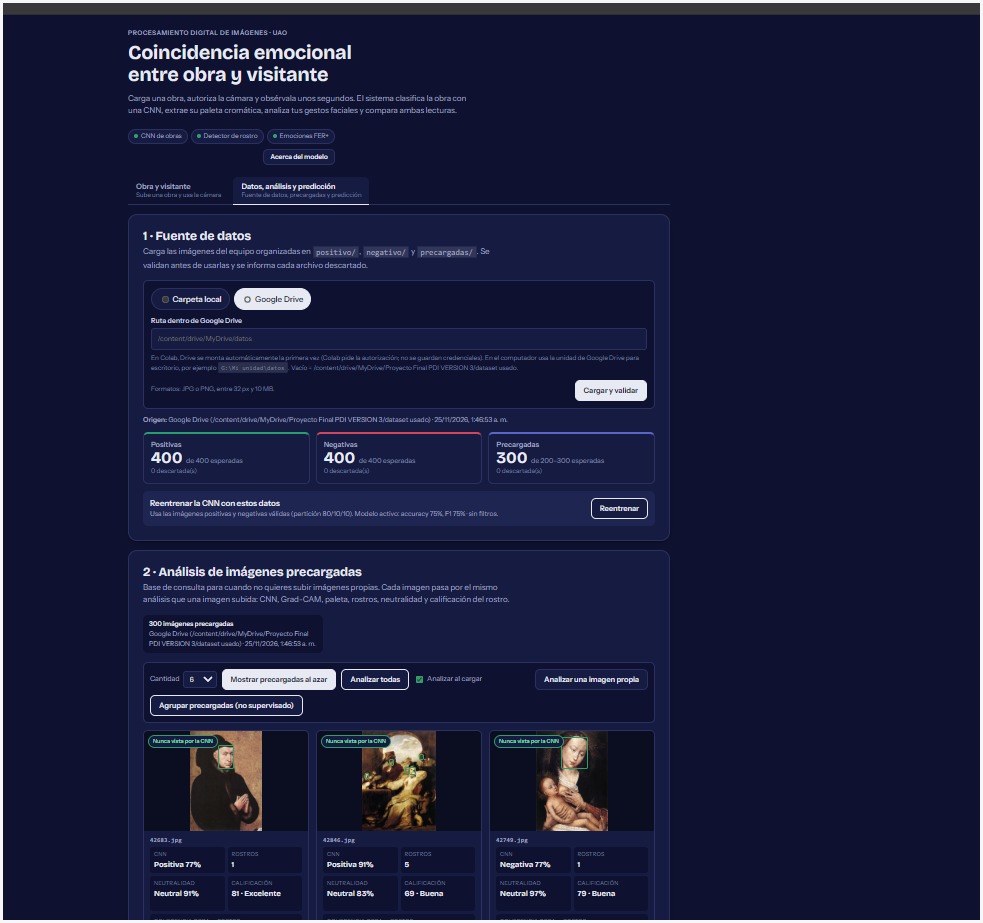 PROCESAMIENTO DIGITAL DE IMÁGENES · UAO
Coincidencia emocional
entre obra y visitante
Carga una obra, autoriza la cámara y obsérvala unos segundos. El sistema clasifica la obra con
una CNN, extrae su paleta cromática, analiza tus gestos faciales y compara ambas lecturas.
CNN de obras
Detector de rostro
Emociones FER+
Acerca del modelo
Obra y visitante
Sube una obra y usa la cámara
Datos, análisis y predicción
Fuente de datos, precargadas y predicción
1 · Fuente de datos
Carga las imágenes del equipo organizadas en positivo/ , negativo/ y precargadas/ . Se
validan antes de usarlas y se informa cada archivo descartado.
Carpeta local
Google Drive
Ruta dentro de Google Drive
/content/drive/MyDrive/datos
En Colab, Drive se monta automáticamente la primera vez (Colab pide la autorización; no se guardan credenciales). En el computador usa la unidad de Google Drive para
escritorio, por ejemplo G:\Mi unidad\datos . Vacío = /content/drive/MyDrive/Proyecto Final PDI VERSION 3/dataset usado.
Formatos: JPG o PNG, entre 32 px y 10 MB.
Cargar y validar
Origen: Google Drive (/content/drive/MyDrive/Proyecto Final PDI VERSION 3/dataset usado) · 25/11/2026, 1:46:53 a. m.
Positivas
400 de 400 esperadas
0 descartada(s)
Negativas
400 de 400 esperadas
0 descartada(s)
Precargadas
300 de 200–300 esperadas
0 descartada(s)
Reentrenar la CNN con estos datos
Usa las imágenes positivas y negativas válidas (partición 80/10/10). Modelo activo: accuracy 75%, F1 75% · sin filtros.
Reentrenar
2 · Análisis de imágenes precargadas
Base de consulta para cuando no quieres subir imágenes propias. Cada imagen pasa por el mismo
análisis que una imagen subida: CNN, Grad-CAM, paleta, rostros, neutralidad y calificación del rostro.
300 imágenes precargadas
Google Drive (/content/drive/MyDrive/Proyecto Final
PDI VERSION 3/dataset usado) · 25/11/2026, 1:46:53 a. m.
Cantidad
6
Mostrar precargadas al azar
Analizar todas
Analizar al cargar
Analizar una imagen propia
Agrupar precargadas (no supervisado)
Nunca vista por la CNN
Nunca vista por la CNN
Nunca vista por la CNN
42683.jpg
CNN
Positiva 77%
ROSTROS
1
NEUTRALIDAD
Neutral 91%
CALIFICACIÓN
81 · Excelente
42846.jpg
CNN
Positiva 91%
ROSTROS
5
NEUTRALIDAD
Neutral 83%
CALIFICACIÓN
69 · Buena
42749.jpg
CNN
Negativa 77%
ROSTROS
1
NEUTRALIDAD
Neutral 97%
CALIFICACIÓN
79 · Buena